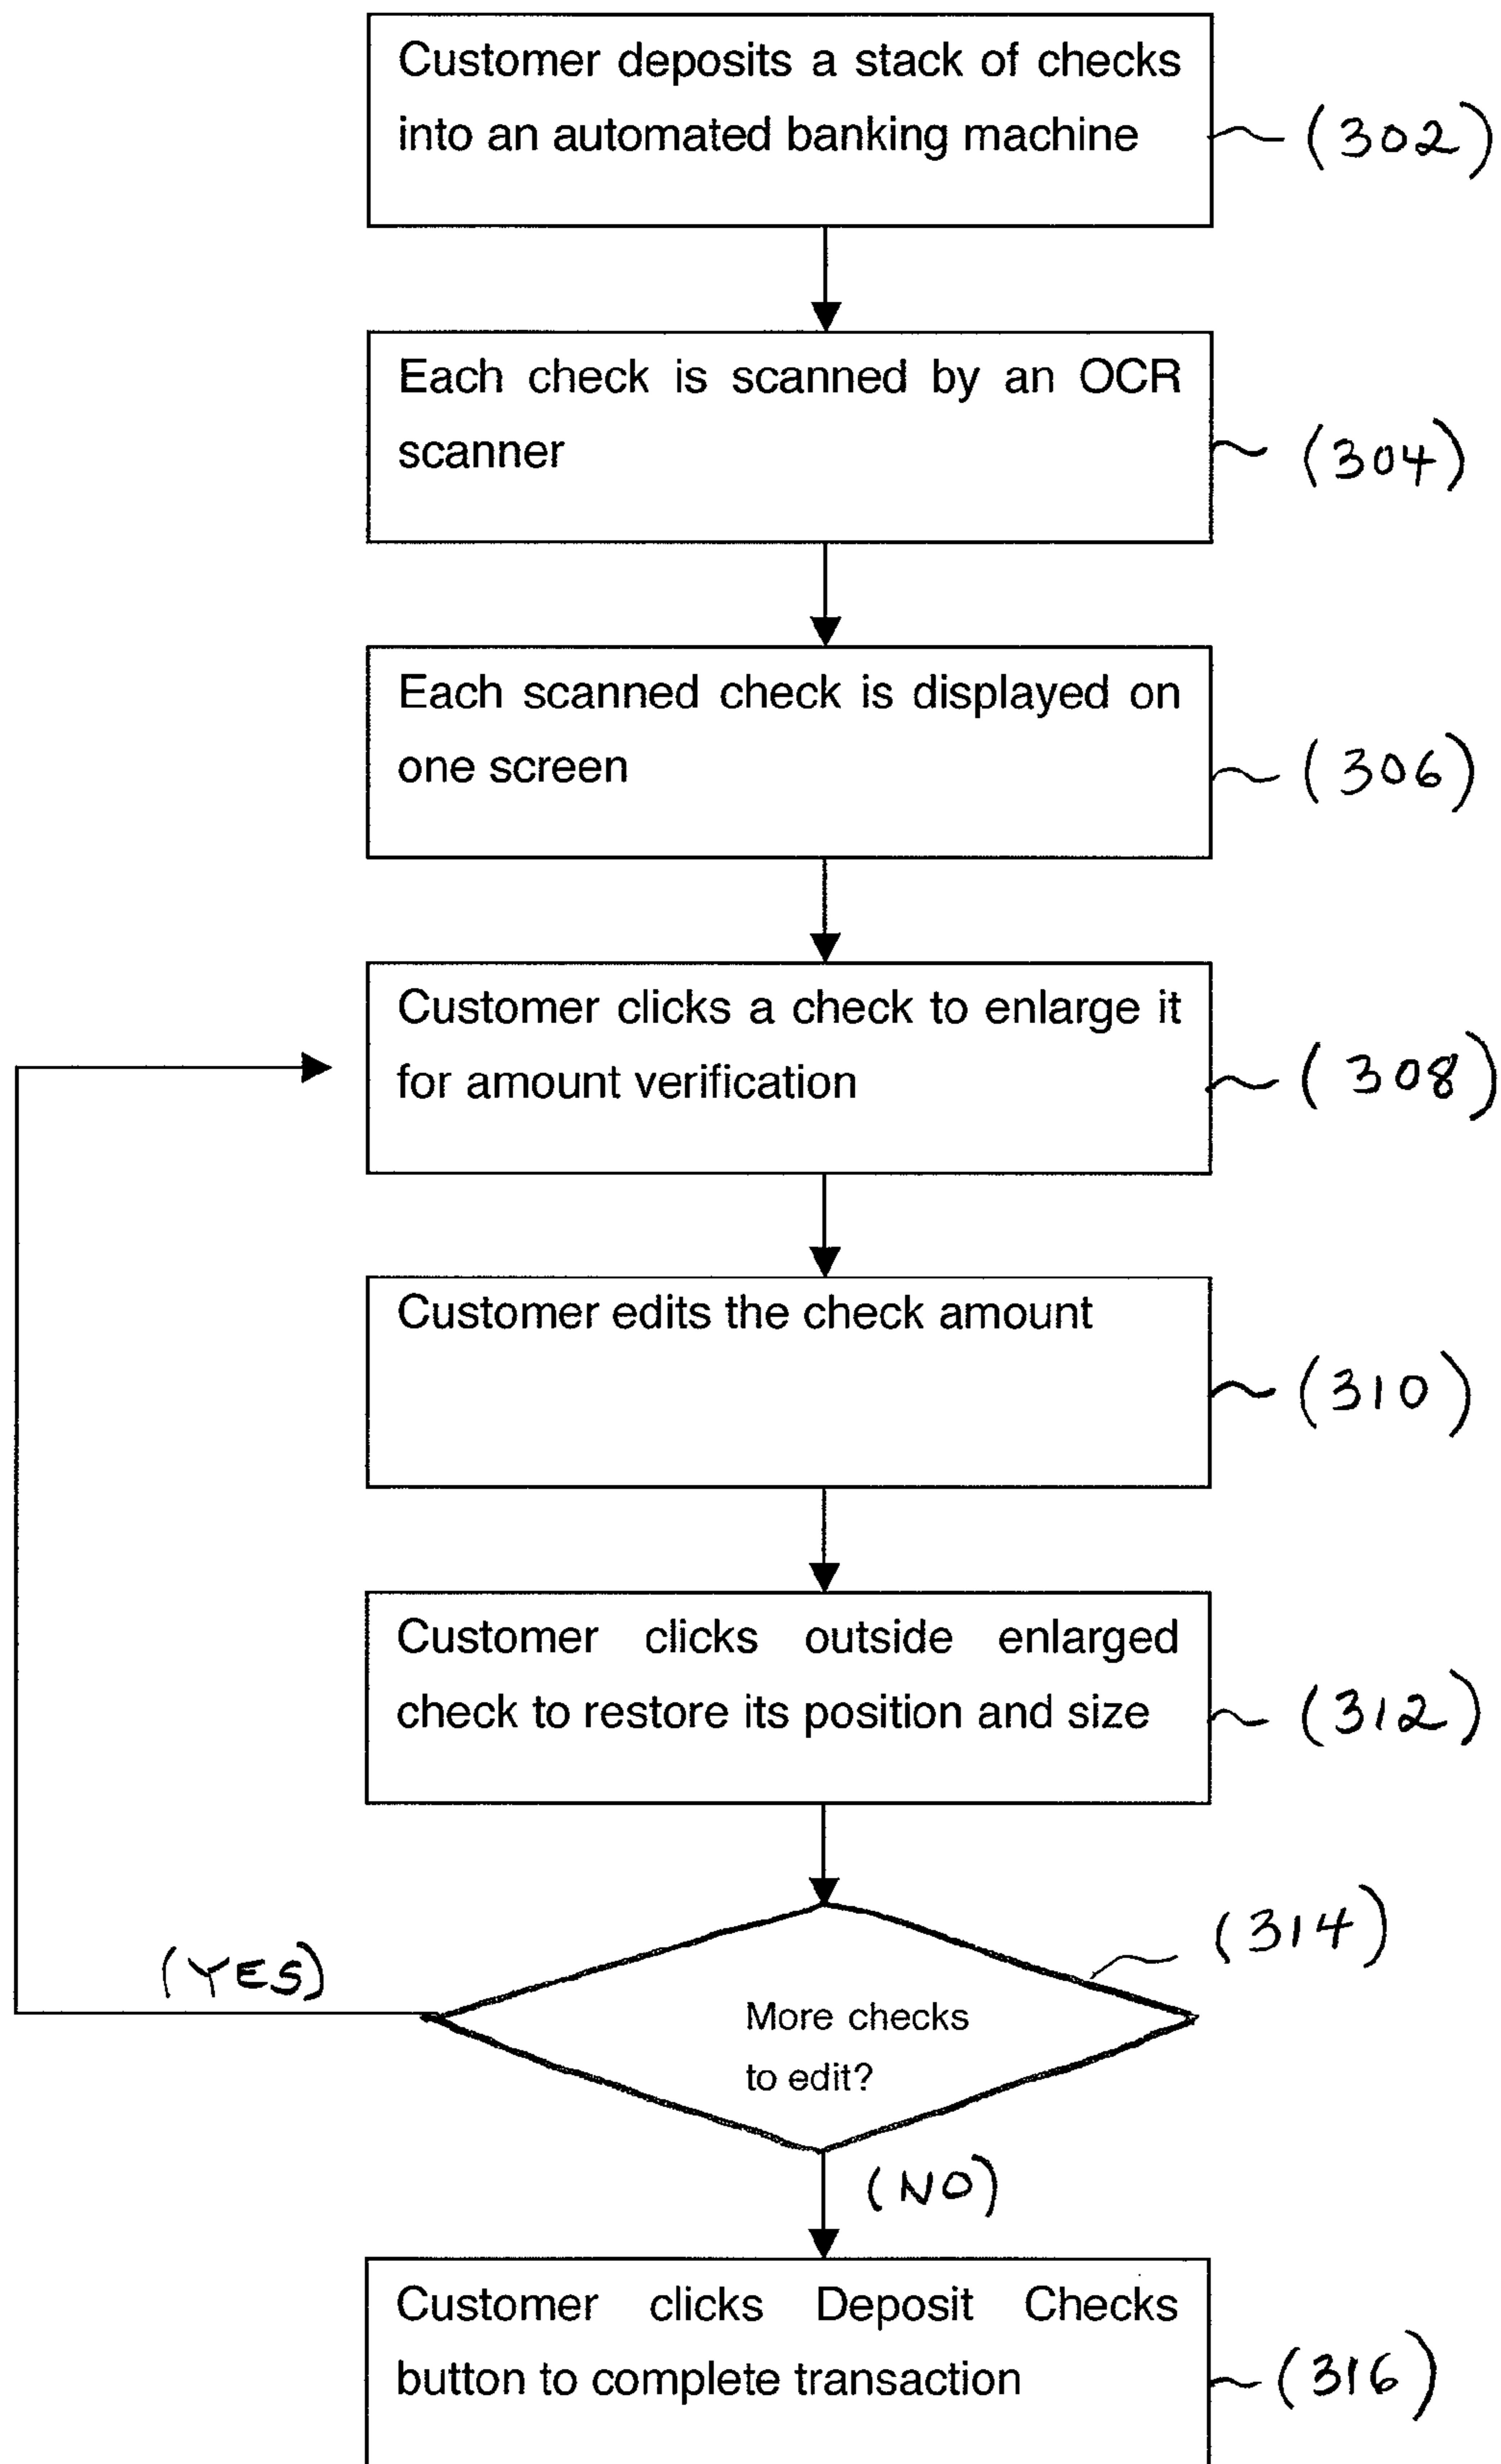 Customer deposits a stack of checks
into an automated banking machine
(302)
Each check is scanned by an OCR
scanner
(304)
Each scanned check is displayed on
one screen
(306)
Customer clicks a check to enlarge it
for amount verification
(308)
Customer edits the check amount
(310)
Customer clicks outside enlarged
check to restore its position and size
(312)
(314)
(YES)
More checks
to edit?
(NO)
Customer clicks Deposit Checks
button to complete transaction
(316)